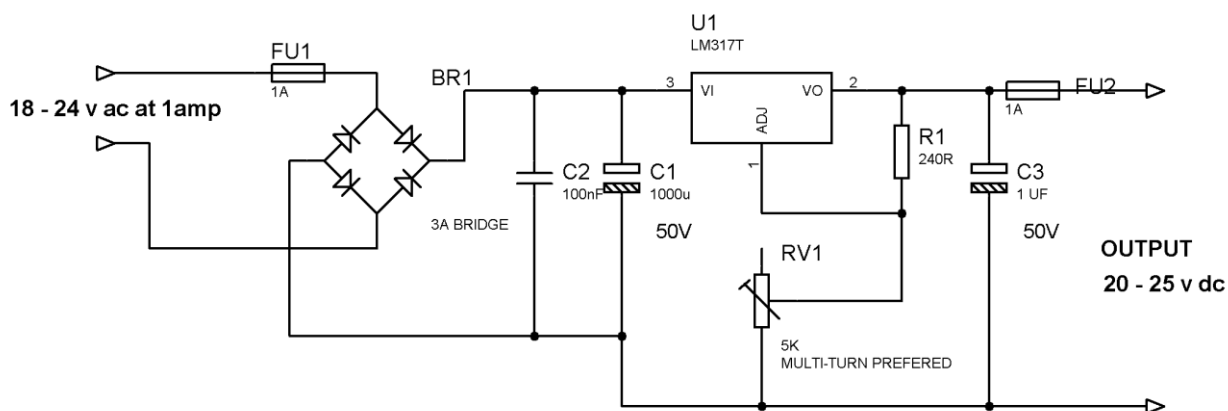 U1
LM317T
FU1
1A
BR1
18 - 24 v ac at 1amp
3
VI
VO
2
ADJ
1
FU2
1A
R1
240R
C2
100nF
C1
1000u
50V
C3
1 UF
50V
3A BRIDGE
RV1
5K
MULTI-TURN PREFERED
OUTPUT
20 - 25 v dc